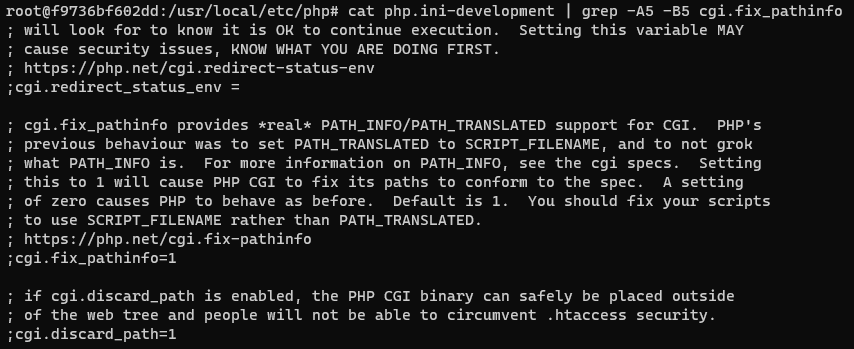 root@f9736bf602dd:/usr/local/etc/php# cat php.ini-development | grep -A5 -B5 cgi.fix_pathinfo
; will look for to know it is OK to continue execution.  Setting this variable MAY
; cause security issues, KNOW WHAT YOU ARE DOING FIRST.
; https://php.net/cgi.redirect-status-env
;cgi.redirect_status_env =

; cgi.fix_pathinfo provides *real* PATH_INFO/PATH_TRANSLATED support for CGI.  PHP's
; previous behaviour was to set PATH_TRANSLATED to SCRIPT_FILENAME, and to not grok
; what PATH_INFO is.  For more information on PATH_INFO, see the cgi specs.  Setting
; this to 1 will cause PHP CGI to fix its paths to conform to the spec.  A setting
; of zero causes PHP to behave as before.  Default is 1.  You should fix your scripts
; to use SCRIPT_FILENAME rather than PATH_TRANSLATED.
; https://php.net/cgi.fix-pathinfo
;cgi.fix_pathinfo=1

; if cgi.discard_path is enabled, the PHP CGI binary can safely be placed outside
; of the web tree and people will not be able to circumvent .htaccess security.
;cgi.discard_path=1